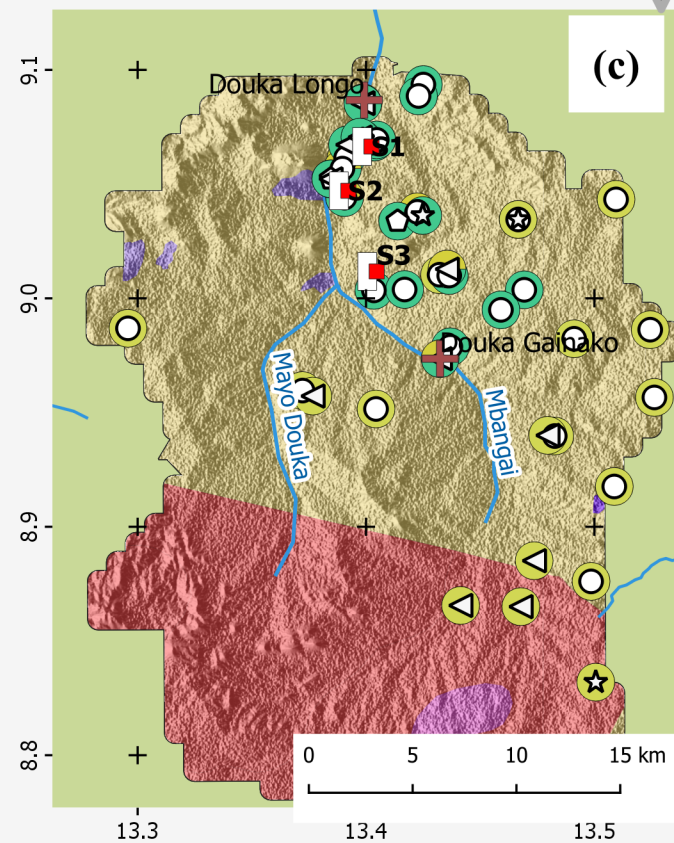 (c)
9.1
Douka Longo
S1
S2
S3
9.0
Douka Gainako
Mayo Douka
Mbangai
8.9
8.8
0 5 10 15 km
13.3 13.4 13.5